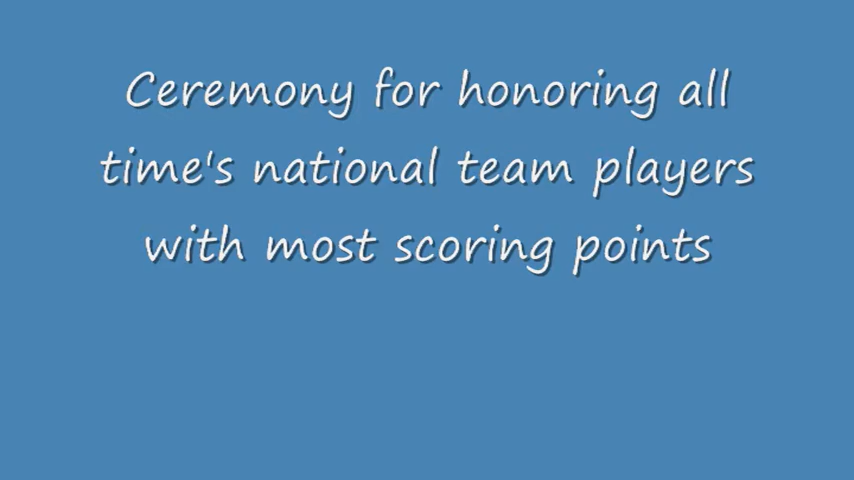 Ceremony for honoring all
time's national team players
with most scoring points